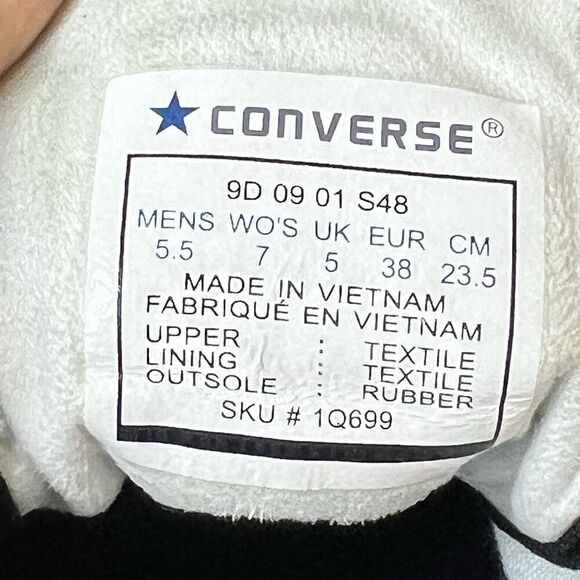 CONVERSE®
9D 09 01 S48
MENS WO'S UK EUR CM
5.5 7 5 38 23.5
MADE IN VIETNAM
FABRIQUÉ EN VIETNAM
UPPER : TEXTILE
LINING : TEXTILE
OUTSOLE : RUBBER
SKU # 1Q699